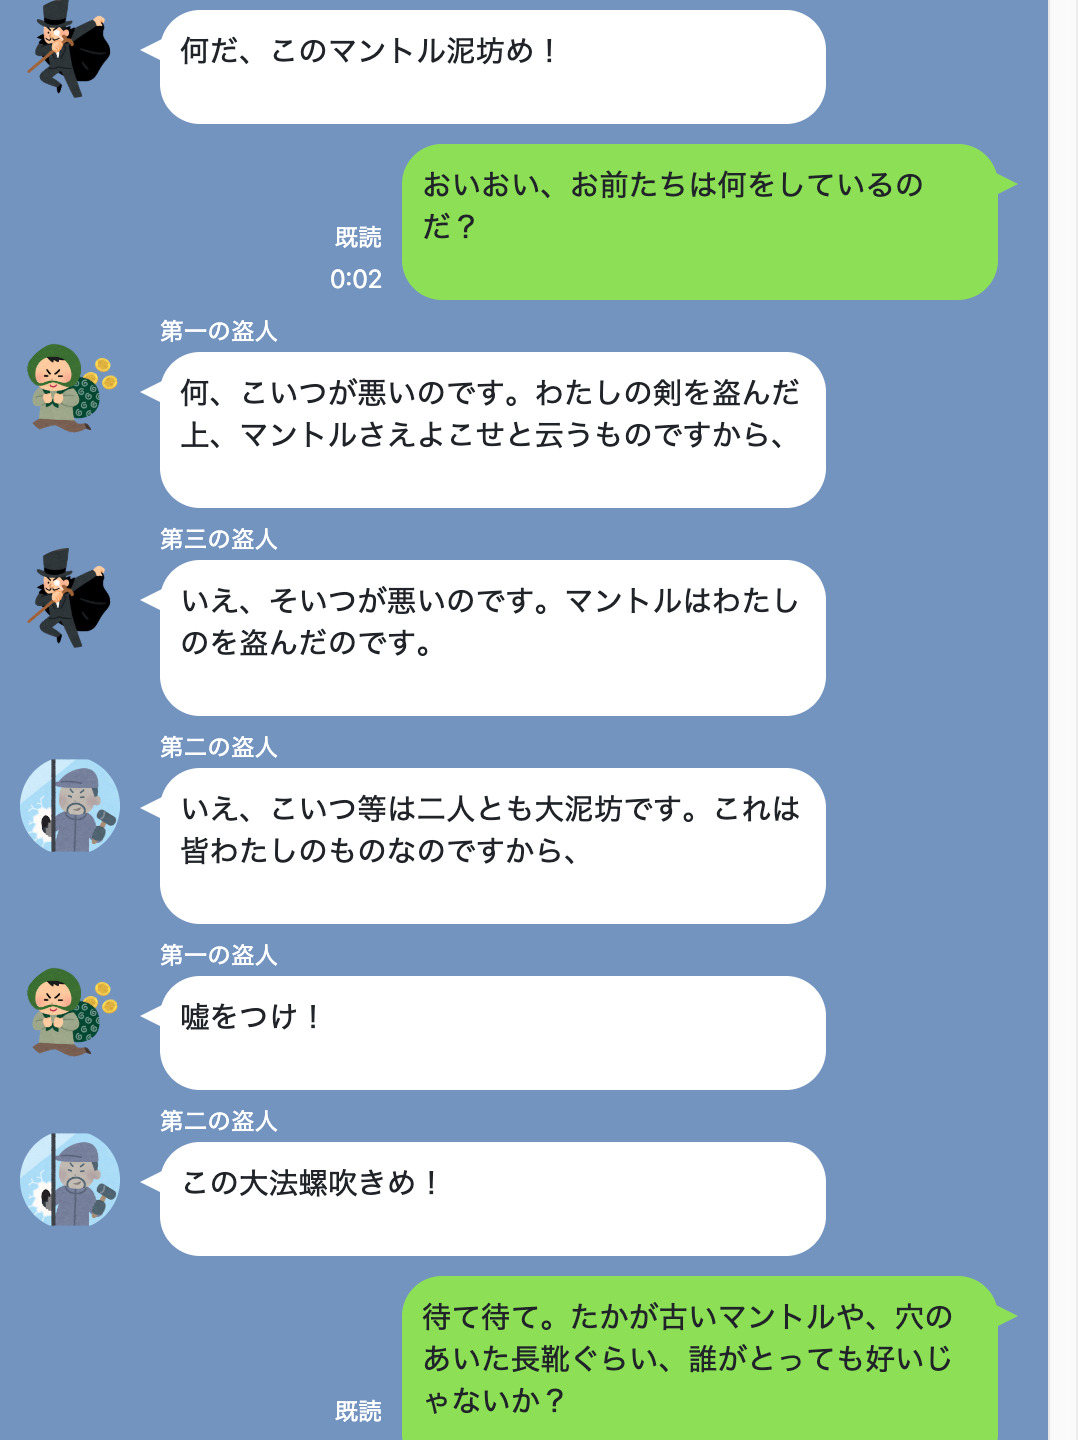 何だ、このマントル泥坊め！
おいおい、お前たちは何をしているの
だ？
既読
0:02
第一の盗人
何、こいつが悪いのです。わたしの剣を盗んだ
上、マントルさえよこせと云うものですから、
第三の盗人
いえ、そいつが悪いのです。マントルはわたし
のを盗んだのです。
第二の盗人
いえ、こいつ等は二人とも大泥坊です。これは
皆わたしのものなのですから、
第一の盗人
嘘をつけ！
第二の盗人
この大法螺吹きめ！
待て待て。たかが古いマントルや、穴の
あいた長靴ぐらい、誰がとっても好いじ
ゃないか？
既読